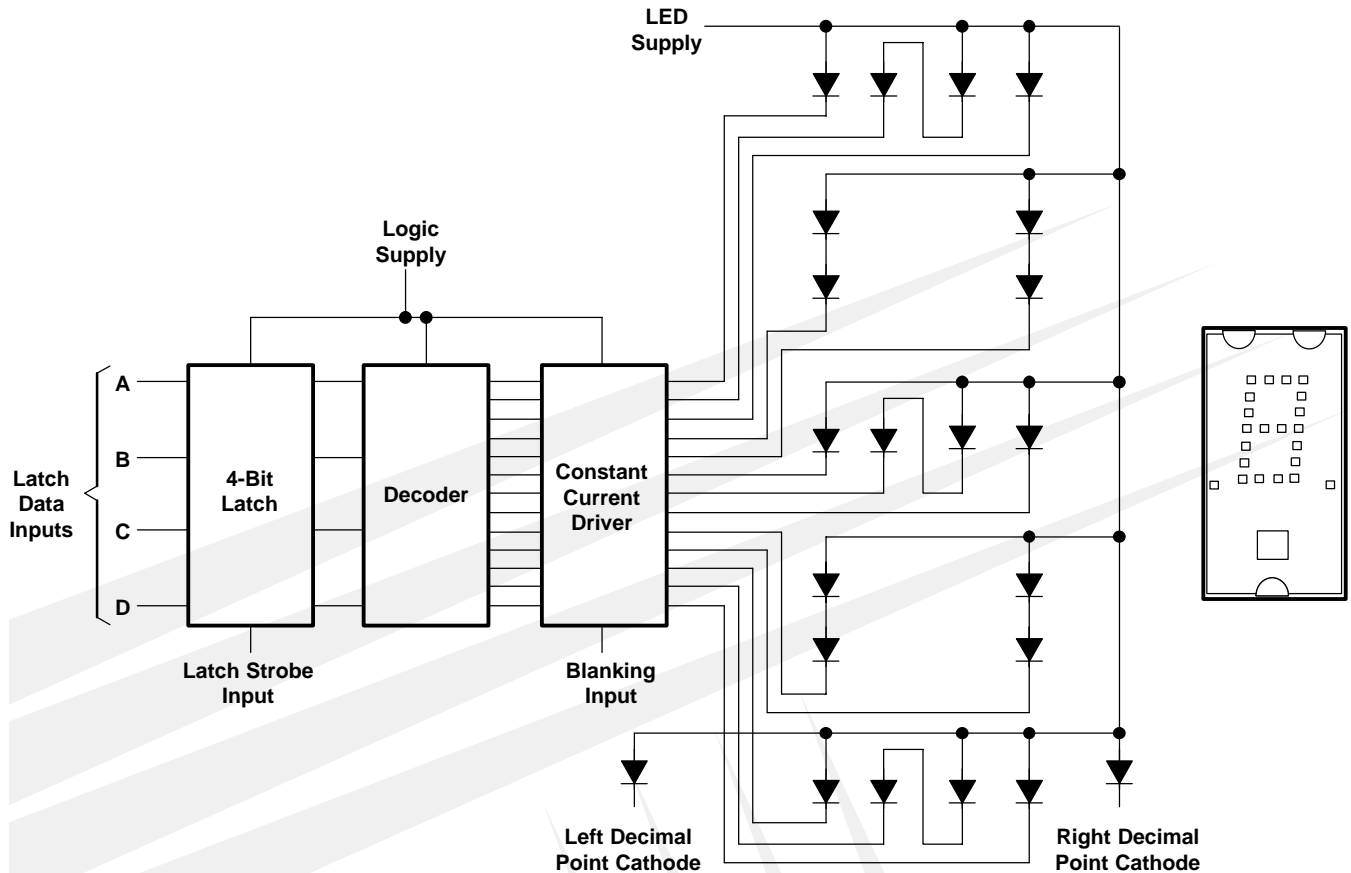 LED
Supply
Logic
Supply
Latch
Data
Inputs
A
B
C
D
4-Bit
Latch
Decoder
Constant
Current
Driver
Latch Strobe
Input
Blanking
Input
Left Decimal
Point Cathode
Right Decimal
Point Cathode